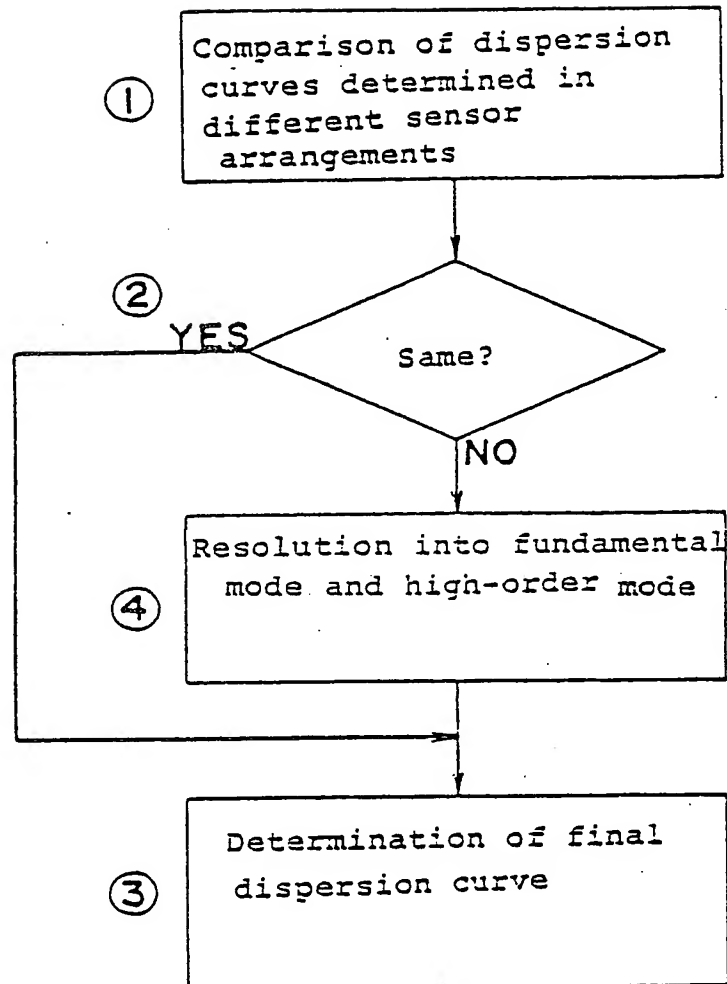 ①
Comparison of dispersion
curves determined in
different sensor
arrangements
②
YES
Same?
NO
④
Resolution into fundamental
mode and high-order mode
③
Determination of final
dispersion curve